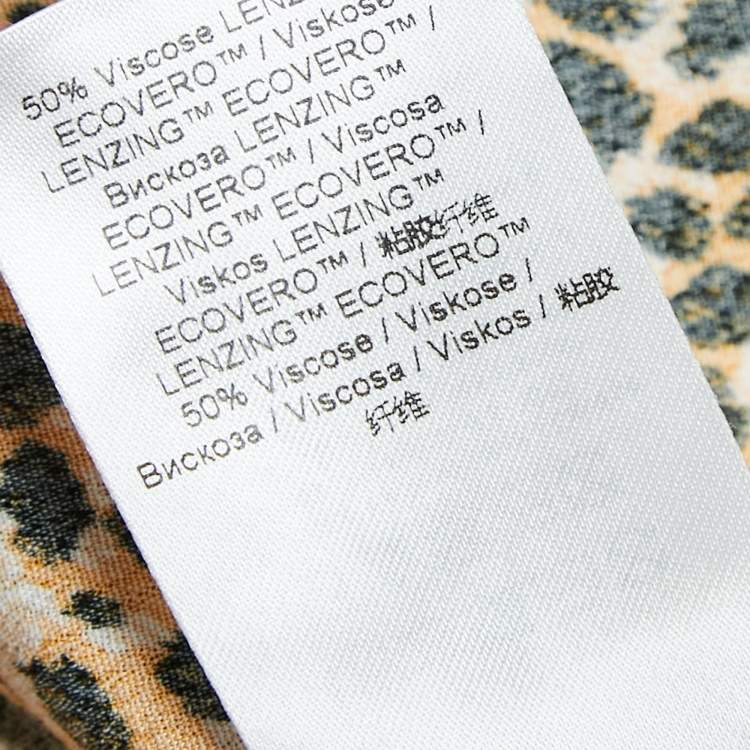 50% Viscose LENZING
ECOVERO™ / Viskose
LENZING™ ECOVERO™ /
Вискоза LENZING™
ECOVERO™ / Viscosa
LENZING™ ECOVERO™ /
Viskos LENZING™
ECOVERO™ / 粘胶纤维
LENZING™ ECOVERO™
50% Viscose / Viskose /
Вискоза / Viscosa / Viskos / 粘胶
纤维